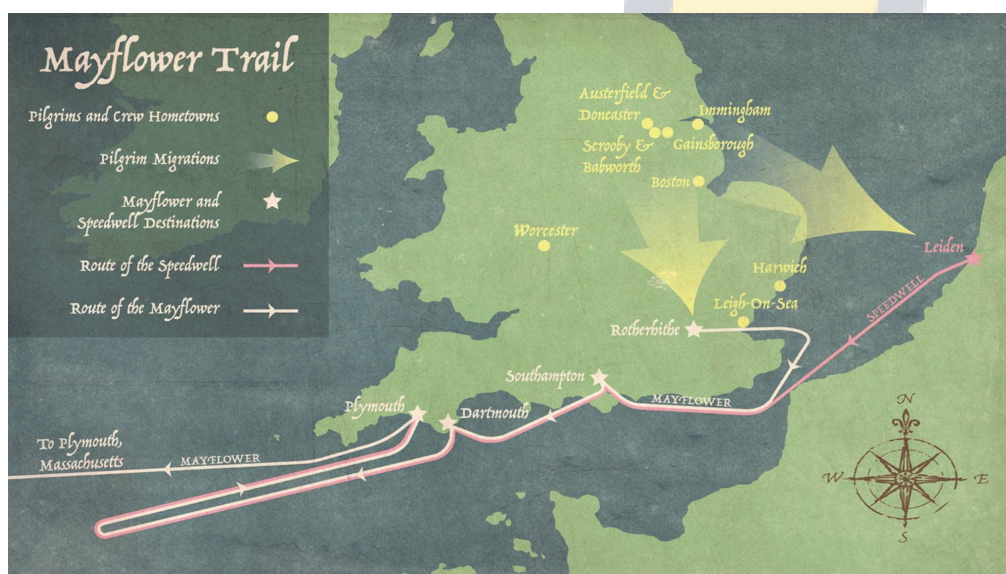 Mayflower Trail
Pilgrims and Crew Hometowns
Pilgrim Migrations
Mayflower and
Speedwell Destinations
Route of the Speedwell
Route of the Mayflower
Austerfield &
Doncaster
Immingham
Scrooby &
Babworth
Gainsborough
Boston
Worcester
Leiden
Harwich
Leigh-On-Sea
SPEEDWELL
Rotherhithe
Southampton
MAYFLOWER
Plymouth
Dartmouth
To Plymouth,
Massachusetts
MAYFLOWER
N
W
E
S